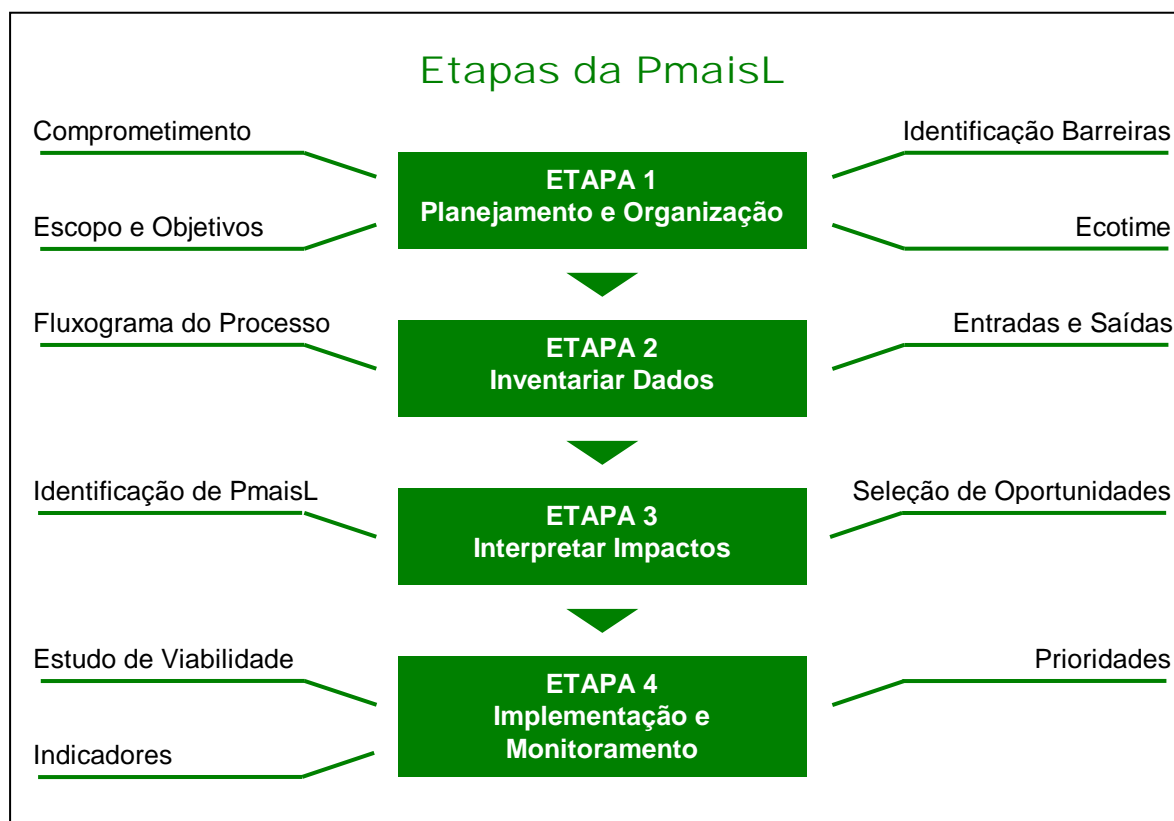 Etapas da PmaisL
Comprometimento
Identificação Barreiras
ETAPA 1
Planejamento e Organização
Escopo e Objetivos
Ecotime
Fluxograma do Processo
Entradas e Saídas
ETAPA 2
Inventariar Dados
Identificação de PmaisL
Seleção de Oportunidades
ETAPA 3
Interpretar Impactos
Estudo de Viabilidade
Prioridades
ETAPA 4
Implementação e
Monitoramento
Indicadores